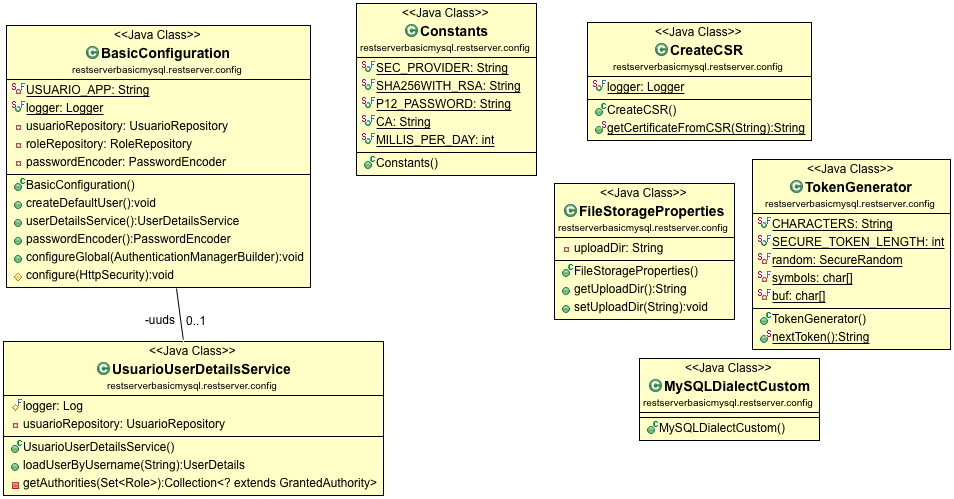 <<Java Class>>
BasicConfiguration
restserverbasicmysql.restserver.config
USUARIO_APP: String
logger: Logger
usuarioRepository: UsuarioRepository
roleRepository: RoleRepository
passwordEncoder: PasswordEncoder
BasicConfiguration()
createDefaultUser():void
userDetailsService():UserDetailsService
passwordEncoder():PasswordEncoder
configureGlobal(AuthenticationManagerBuilder):void
configure(HttpSecurity):void
-uuds 0..1
<<Java Class>>
UsuarioUserDetailsService
restserverbasicmysql.restserver.config
logger: Log
usuarioRepository: UsuarioRepository
UsuarioUserDetailsService()
loadUserByUsername(String):UserDetails
getAuthorities(Set<Role>):Collection<? extends GrantedAuthority>
<<Java Class>>
Constants
restserverbasicmysql.restserver.config
SEC_PROVIDER: String
SHA256WITH_RSA: String
P12_PASSWORD: String
CA: String
MILLIS_PER_DAY: int
Constants()
<<Java Class>>
CreateCSR
restserverbasicmysql.restserver.config
logger: Logger
CreateCSR()
getCertificateFromCSR(String):String
<<Java Class>>
FileStorageProperties
restserverbasicmysql.restserver.config
uploadDir: String
FileStorageProperties()
getUploadDir():String
setUploadDir(String):void
<<Java Class>>
TokenGenerator
restserverbasicmysql.restserver.config
CHARACTERS: String
SECURE_TOKEN_LENGTH: int
random: SecureRandom
symbols: char[]
buf: char[]
TokenGenerator()
nextToken():String
<<Java Class>>
MySQLDialectCustom
restserverbasicmysql.restserver.config
MySQLDialectCustom()